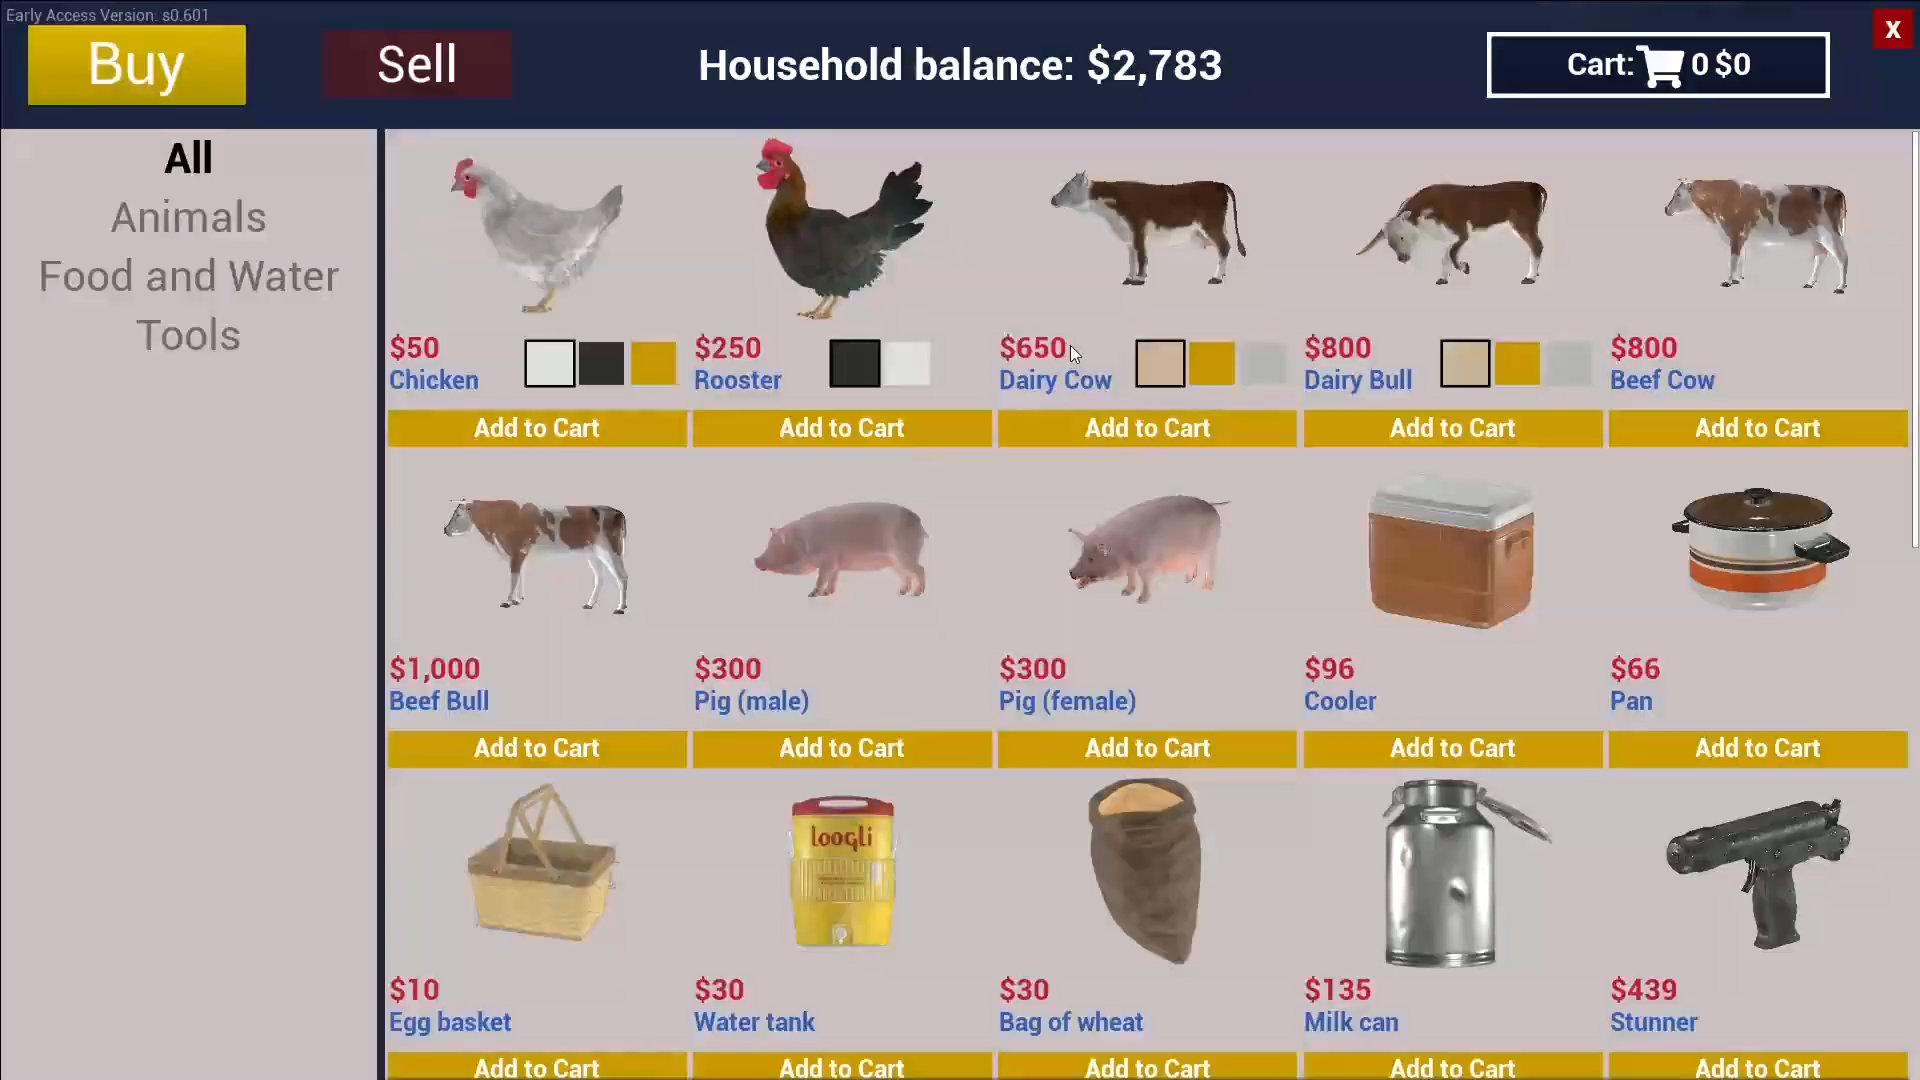 Early Access Version: s0.601
Buy
Sell
Household balance: $2,783
Cart: 0 $0
X
All
Animals
Food and Water
Tools
$50
Chicken
Add to Cart
$250
Rooster
Add to Cart
$650
Dairy Cow
Add to Cart
$800
Dairy Bull
Add to Cart
$800
Beef Cow
Add to Cart
$1,000
Beef Bull
Add to Cart
$300
Pig (male)
Add to Cart
$300
Pig (female)
Add to Cart
$96
Cooler
Add to Cart
$66
Pan
Add to Cart
$10
Egg basket
Add to Cart
loogli
$30
Water tank
Add to Cart
$30
Bag of wheat
Add to Cart
$135
Milk can
Add to Cart
$439
Stunner
Add to Cart